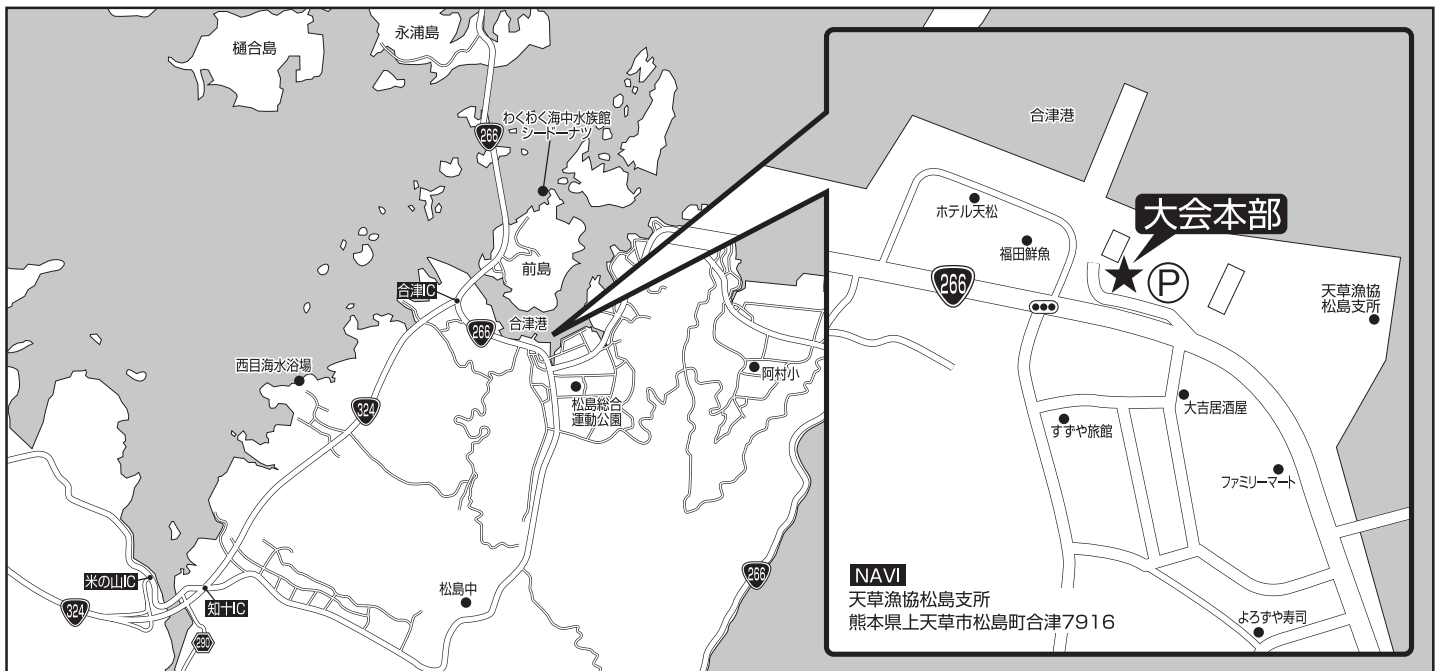 樋合島
永浦島
266
わくわく海中水族館
シードーナツ
前島
合津IC
266
合津港
西目海水浴場
324
松島総合
運動公園
阿村小
米の山IC
324
知十IC
290
松島中
266
合津港
ホテル天松
福田鮮魚
大会本部
P
266
天草漁協
松島支所
大吉居酒屋
すずや旅館
ファミリーマート
よろずや寿司
NAVI
天草漁協松島支所
熊本県上天草市松島町合津7916